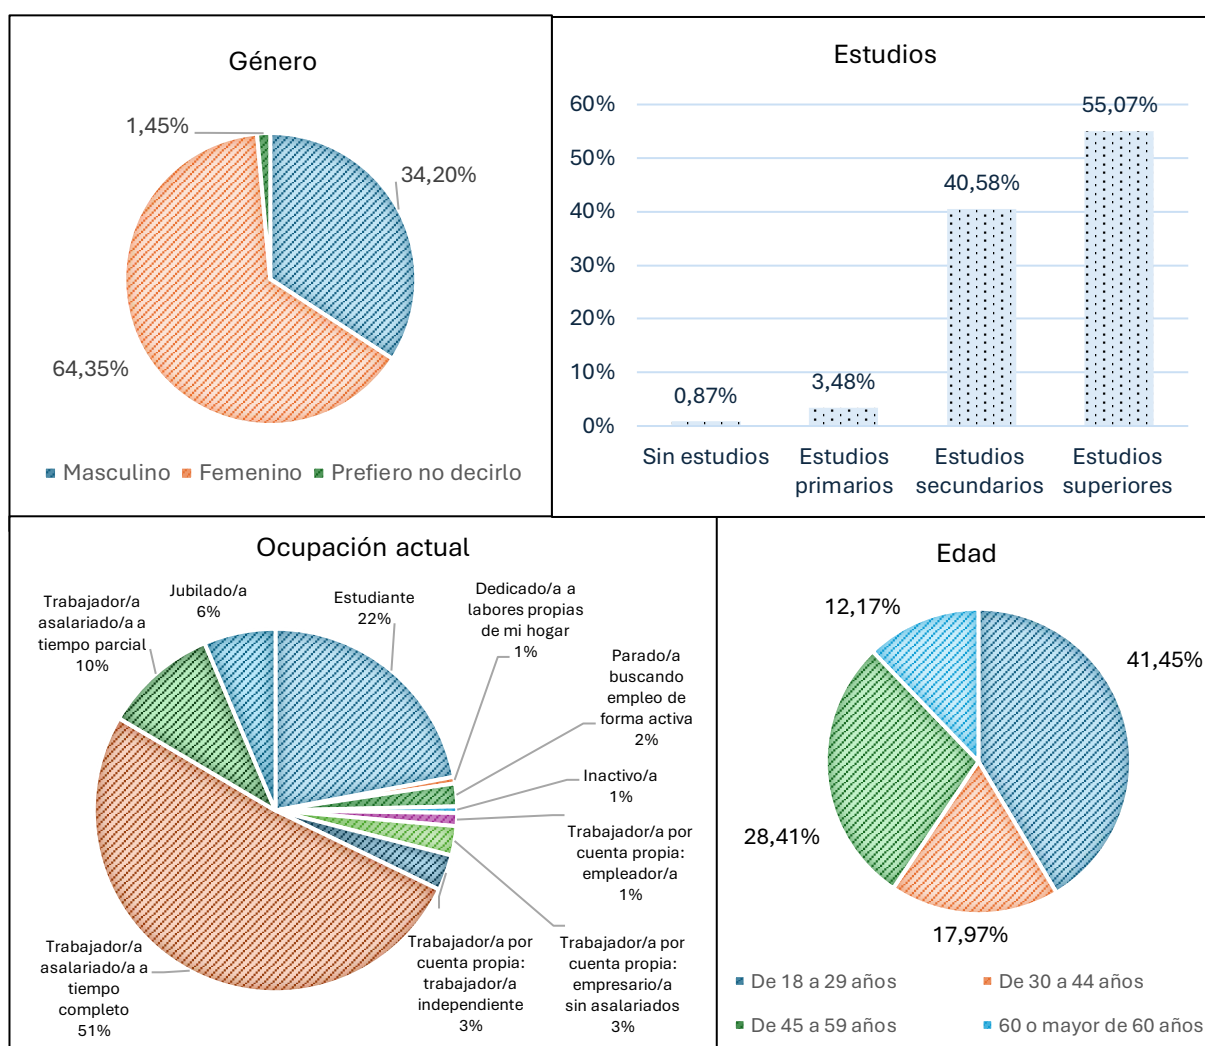 Género
1,45%
34,20%
64,35%
Masculino
Femenino
Prefiero no decirlo
Estudios
60%
50%
40%
30%
20%
10%
0%
0,87%
3,48%
40,58%
55,07%
Sin estudios
Estudios
primarios
Estudios
secundarios
Estudios
superiores
Ocupación actual
Estudiante
22%
Dedicado/a a
labores propias
de mi hogar
1%
Parado/a
buscando
empleo de
forma activa
2%
Inactivo/a
1%
Trabajador/a por
cuenta propia:
empleador/a
1%
Trabajador/a por
cuenta propia:
empresario/a
sin asalariados
3%
Trabajador/a por
cuenta propia:
trabajador/a
independiente
3%
Trabajador/a
asalariado/a a
tiempo
completo
51%
Trabajador/a
asalariado/a a
tiempo parcial
10%
Jubilado/a
6%
Edad
12,17%
41,45%
28,41%
17,97%
De 18 a 29 años
De 30 a 44 años
De 45 a 59 años
60 o mayor de 60 años